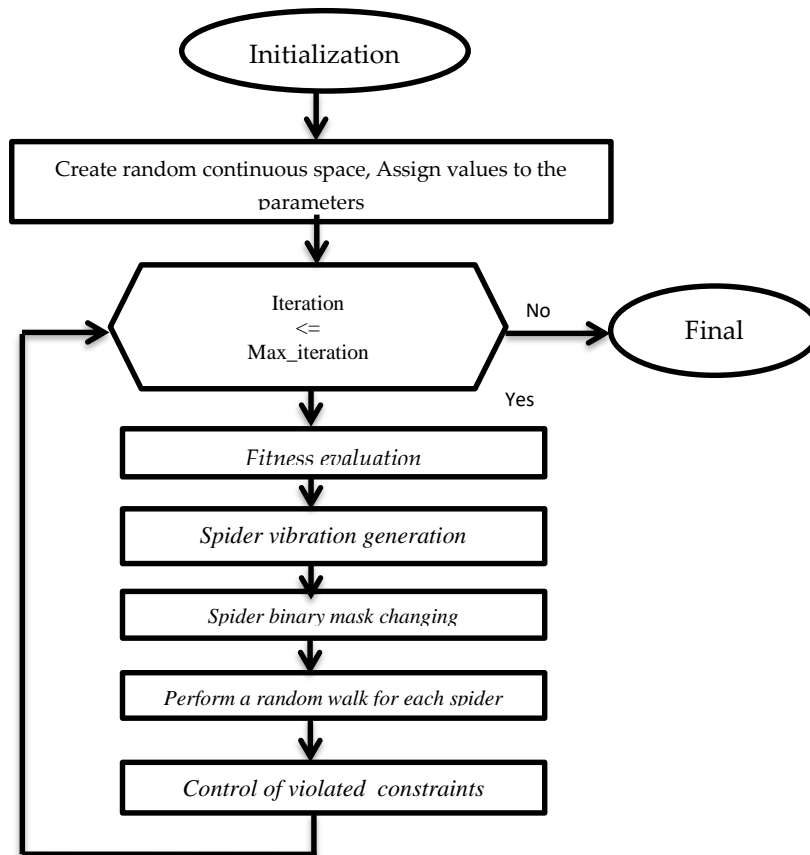 Initialization
Create random continuous space, Assign values to the
parameters
Iteration
<=
Max_iteration
No
Final
Yes
Fitness evaluation
Spider vibration generation
Spider binary mask changing
Perform a random walk for each spider
Control of violated constraints